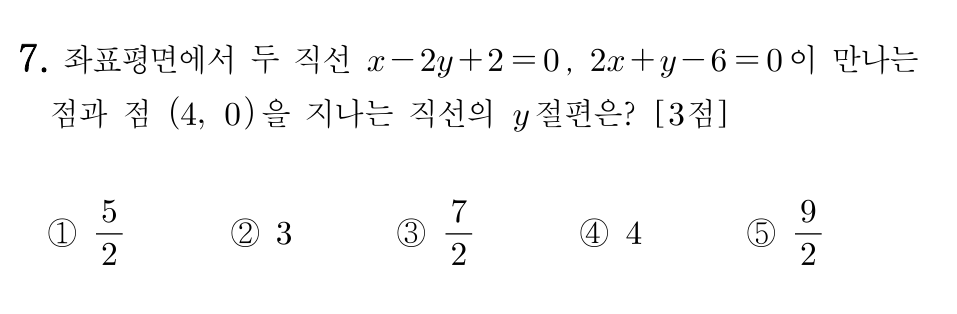 7. 좌표평면에서 두 직선 x-2y+2=0, 2x+y-6=0이 만나는
점과 점 (4, 0)을 지나는 직선의 y절편은? [3점]
① 5/2 ② 3 ③ 7/2 ④ 4 ⑤ 9/2